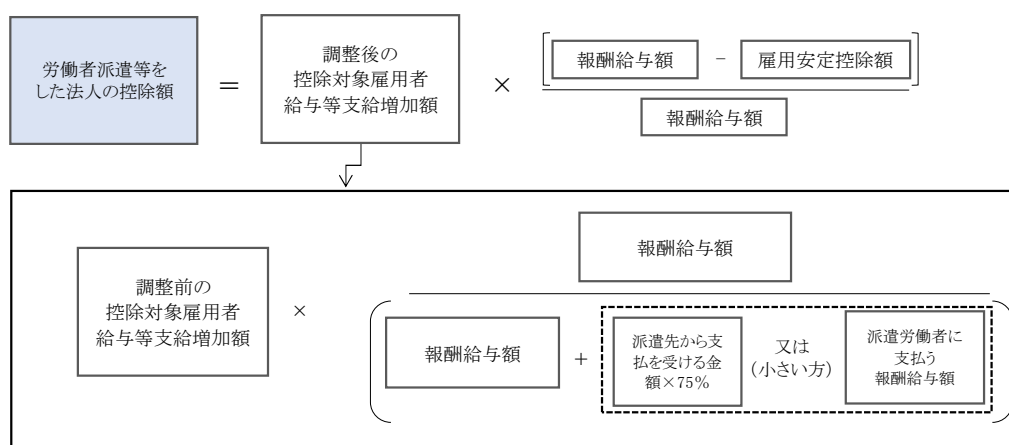 労働者派遣等を
した法人の控除額
＝
調整後の
控除対象雇用者
給与等支給増加額
×
報酬給与額 － 雇用安定控除額
報酬給与額
調整前の
控除対象雇用者
給与等支給増加額
×
報酬給与額
報酬給与額
+
派遣先から支
払を受ける金
額×75%
又は
(小さい方)
派遣労働者に
支払う
報酬給与額